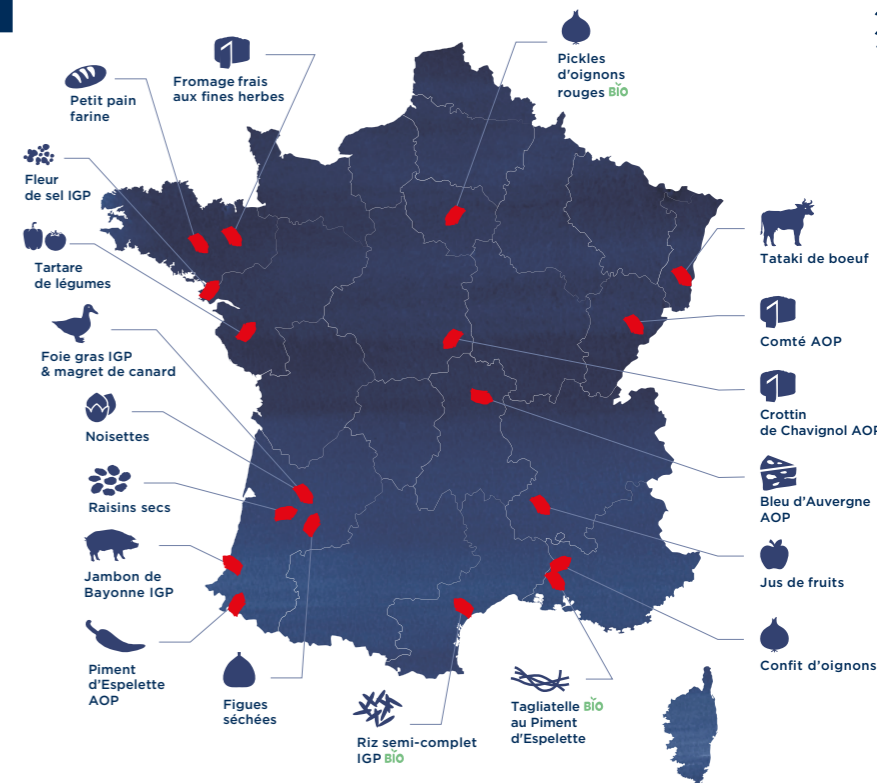 Fromage frais
aux fines herbes
Pickles
d'oignons
rouges BIO
Petit pain
farine
Fleur
de sel IGP
Tartare
de légumes
Foie gras IGP
& magret de canard
Noisettes
Raisins secs
Jambon de
Bayonne IGP
Piment
d'Espelette
AOP
Figues
séchées
Riz semi-complet
IGP BIO
Tagliatelle BIO
au Piment
d'Espelette
Tataki de boeuf
Comté AOP
Crottin
de Chavignol AOP
Bleu d'Auvergne
AOP
Jus de fruits
Confit d'oignons